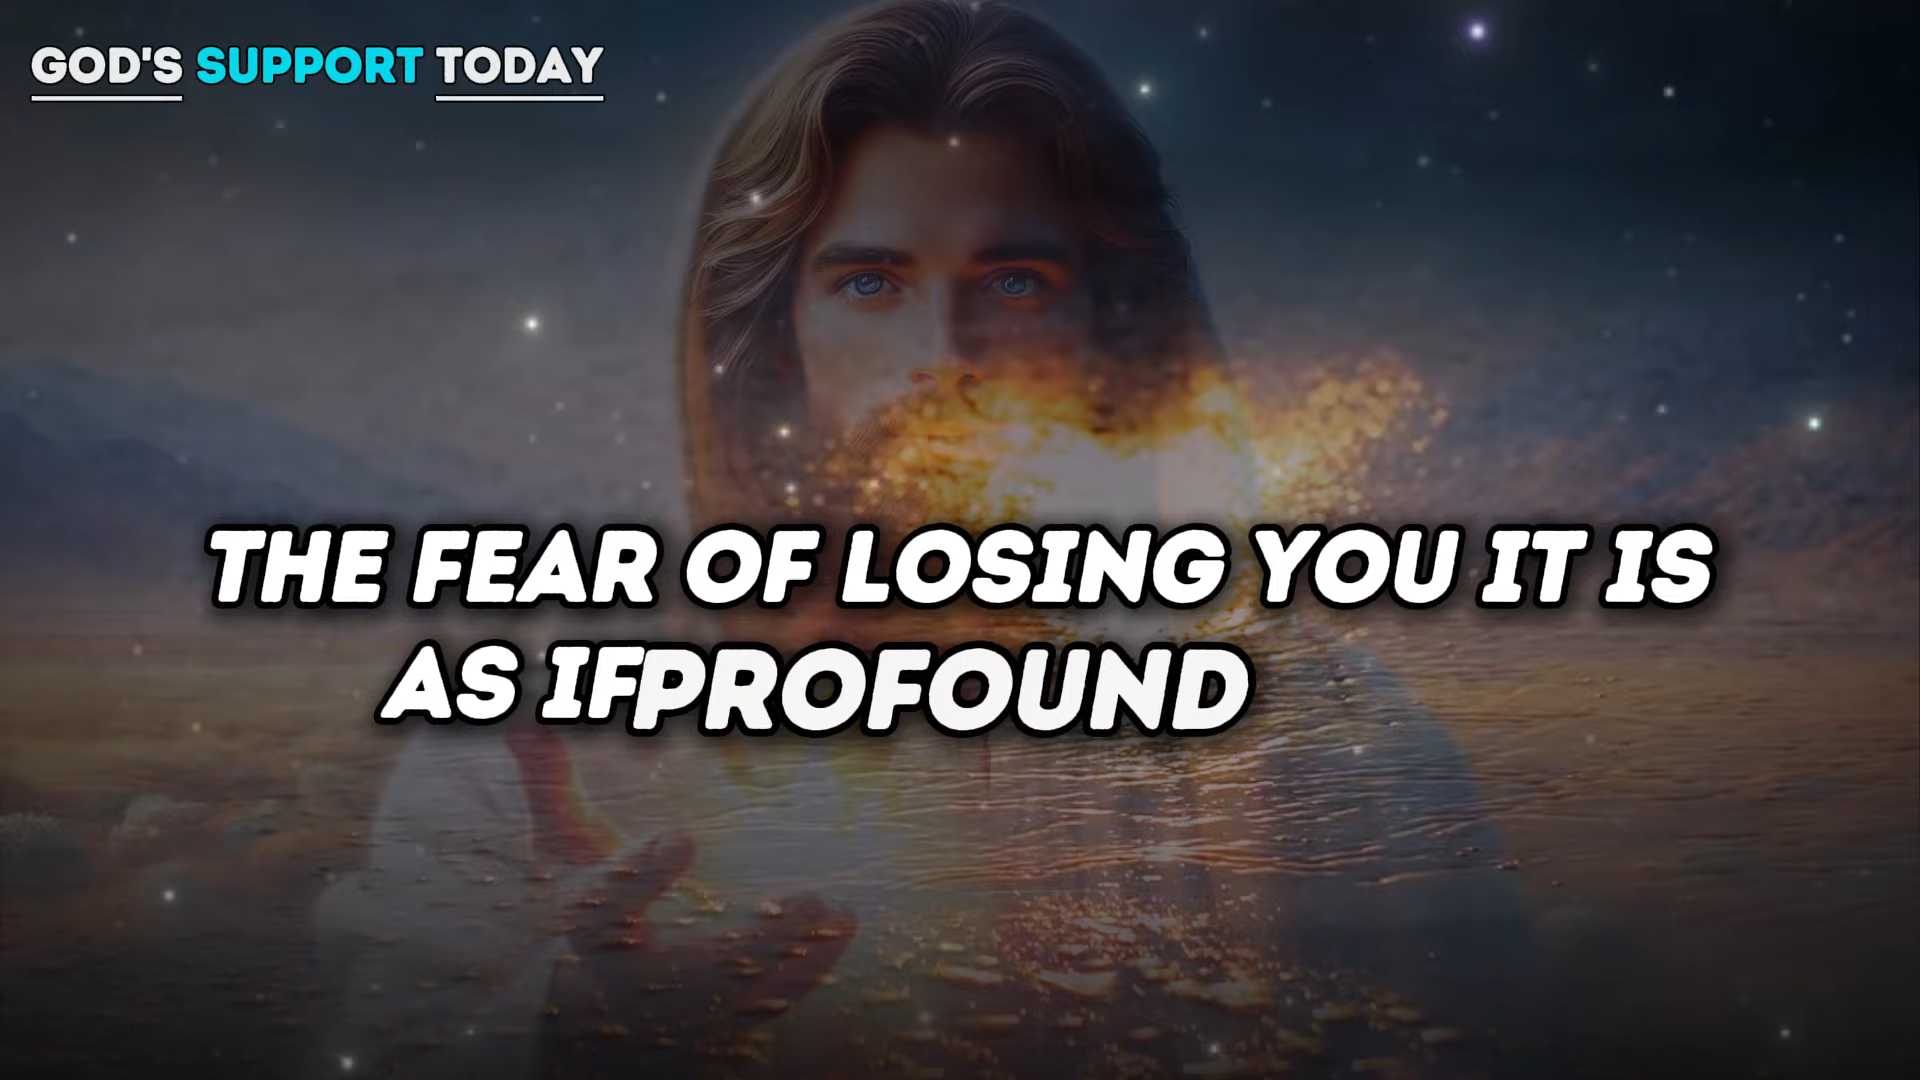 GOD'S SUPPORT TODAY
THE FEAR OF LOSING YOU IT IS
AS IFPROFOUND